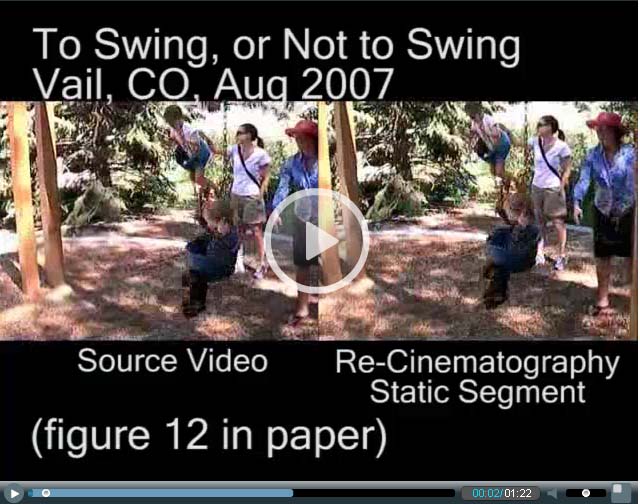 To Swing, or Not to Swing
Vail, CO, Aug 2007
Source Video
Re-Cinematography
Static Segment
(figure 12 in paper)
00:02/01:22